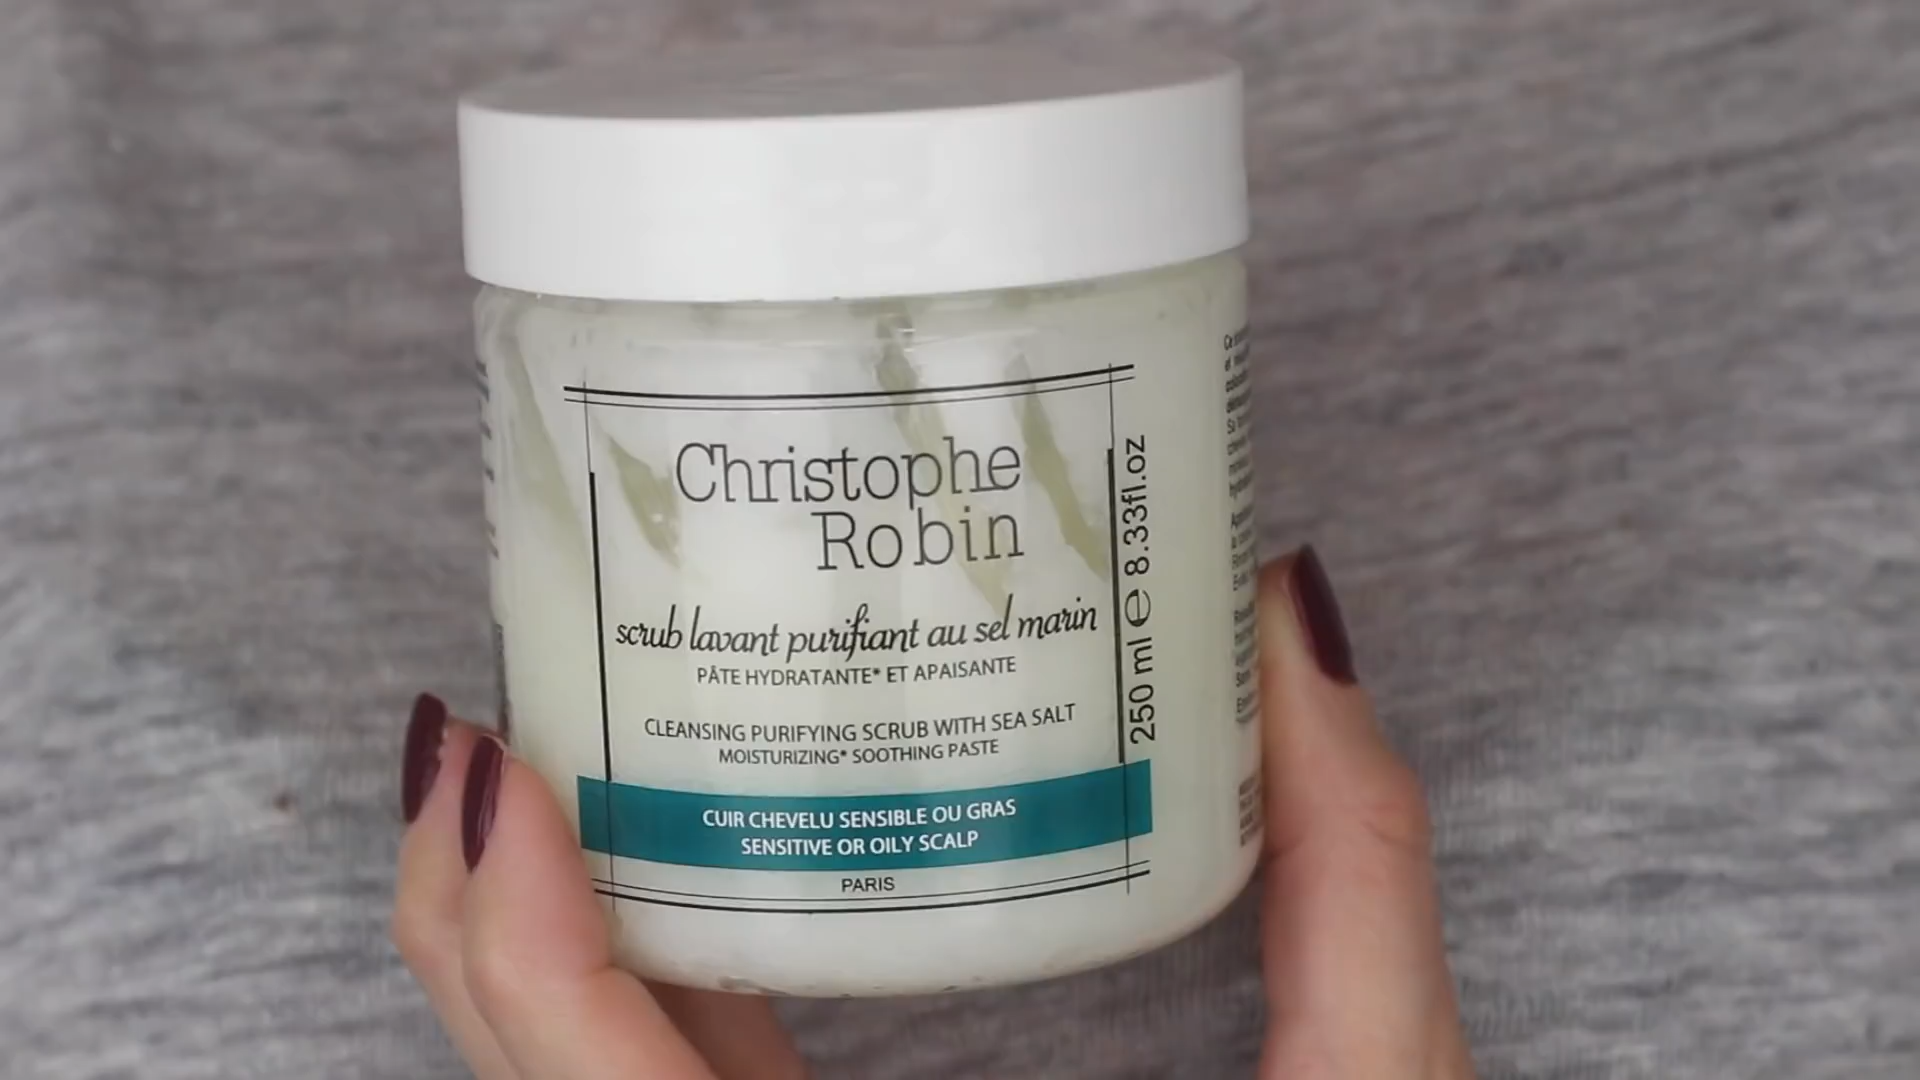 Christophe
Robin
scrub lavant purifiant au sel marin
PÂTE HYDRATANTE* ET APAISANTE
CLEANSING PURIFYING SCRUB WITH SEA SALT
MOISTURIZING* SOOTHING PASTE
CUIR CHEVELU SENSIBLE OU GRAS
SENSITIVE OR OILY SCALP
PARIS
250 ml e 8.33fl.oz